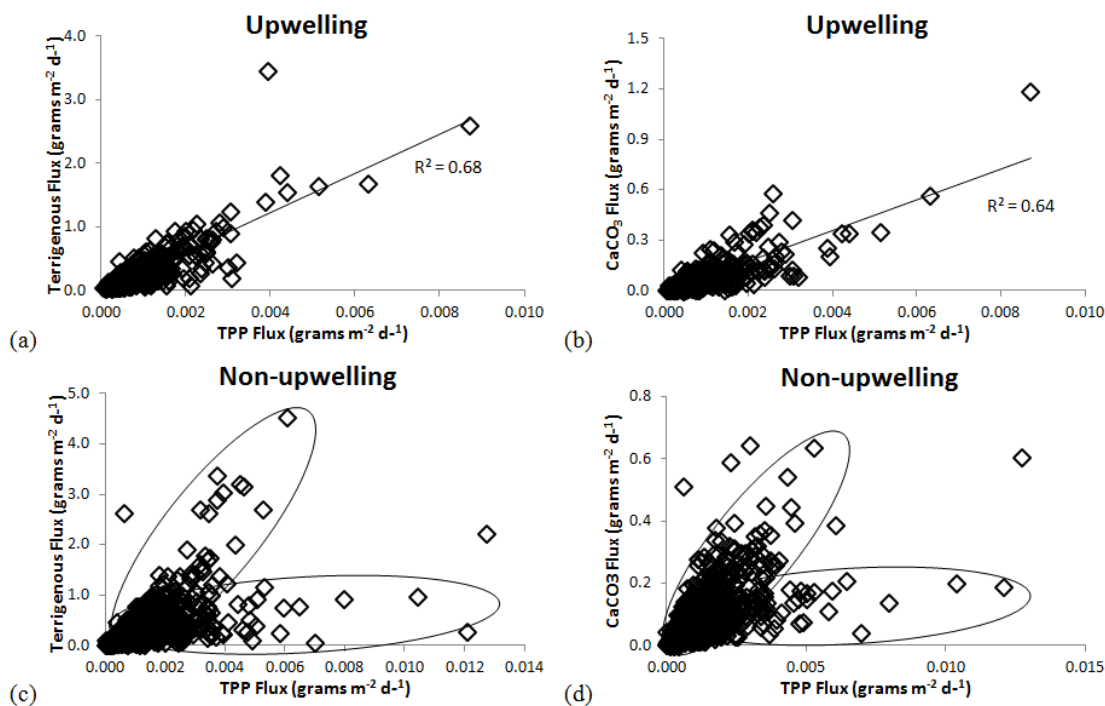 Upwelling
Terrigenous Flux (grams m⁻² d-¹)
4.0
3.0
2.0
1.0
0.0
R² = 0.68
0.000 0.002 0.004 0.006 0.008 0.010
TPP Flux (grams m⁻² d-¹)
(a)
Upwelling
CaCO₃ Flux (grams m⁻² d-¹)
1.5
1.2
0.9
0.6
0.3
0.0
R² = 0.64
0.000 0.002 0.004 0.006 0.008 0.010
TPP Flux (grams m⁻² d-¹)
(b)
Non-upwelling
Terrigenous Flux (grams m⁻² d-¹)
5.0
4.0
3.0
2.0
1.0
0.0
0.000 0.002 0.004 0.006 0.008 0.010 0.012 0.014
TPP Flux (grams m⁻² d-¹)
(c)
Non-upwelling
CaCO3 Flux (grams m⁻² d-¹)
0.8
0.6
0.4
0.2
0.0
0.000 0.005 0.010 0.015
TPP Flux (grams m⁻² d-¹)
(d)